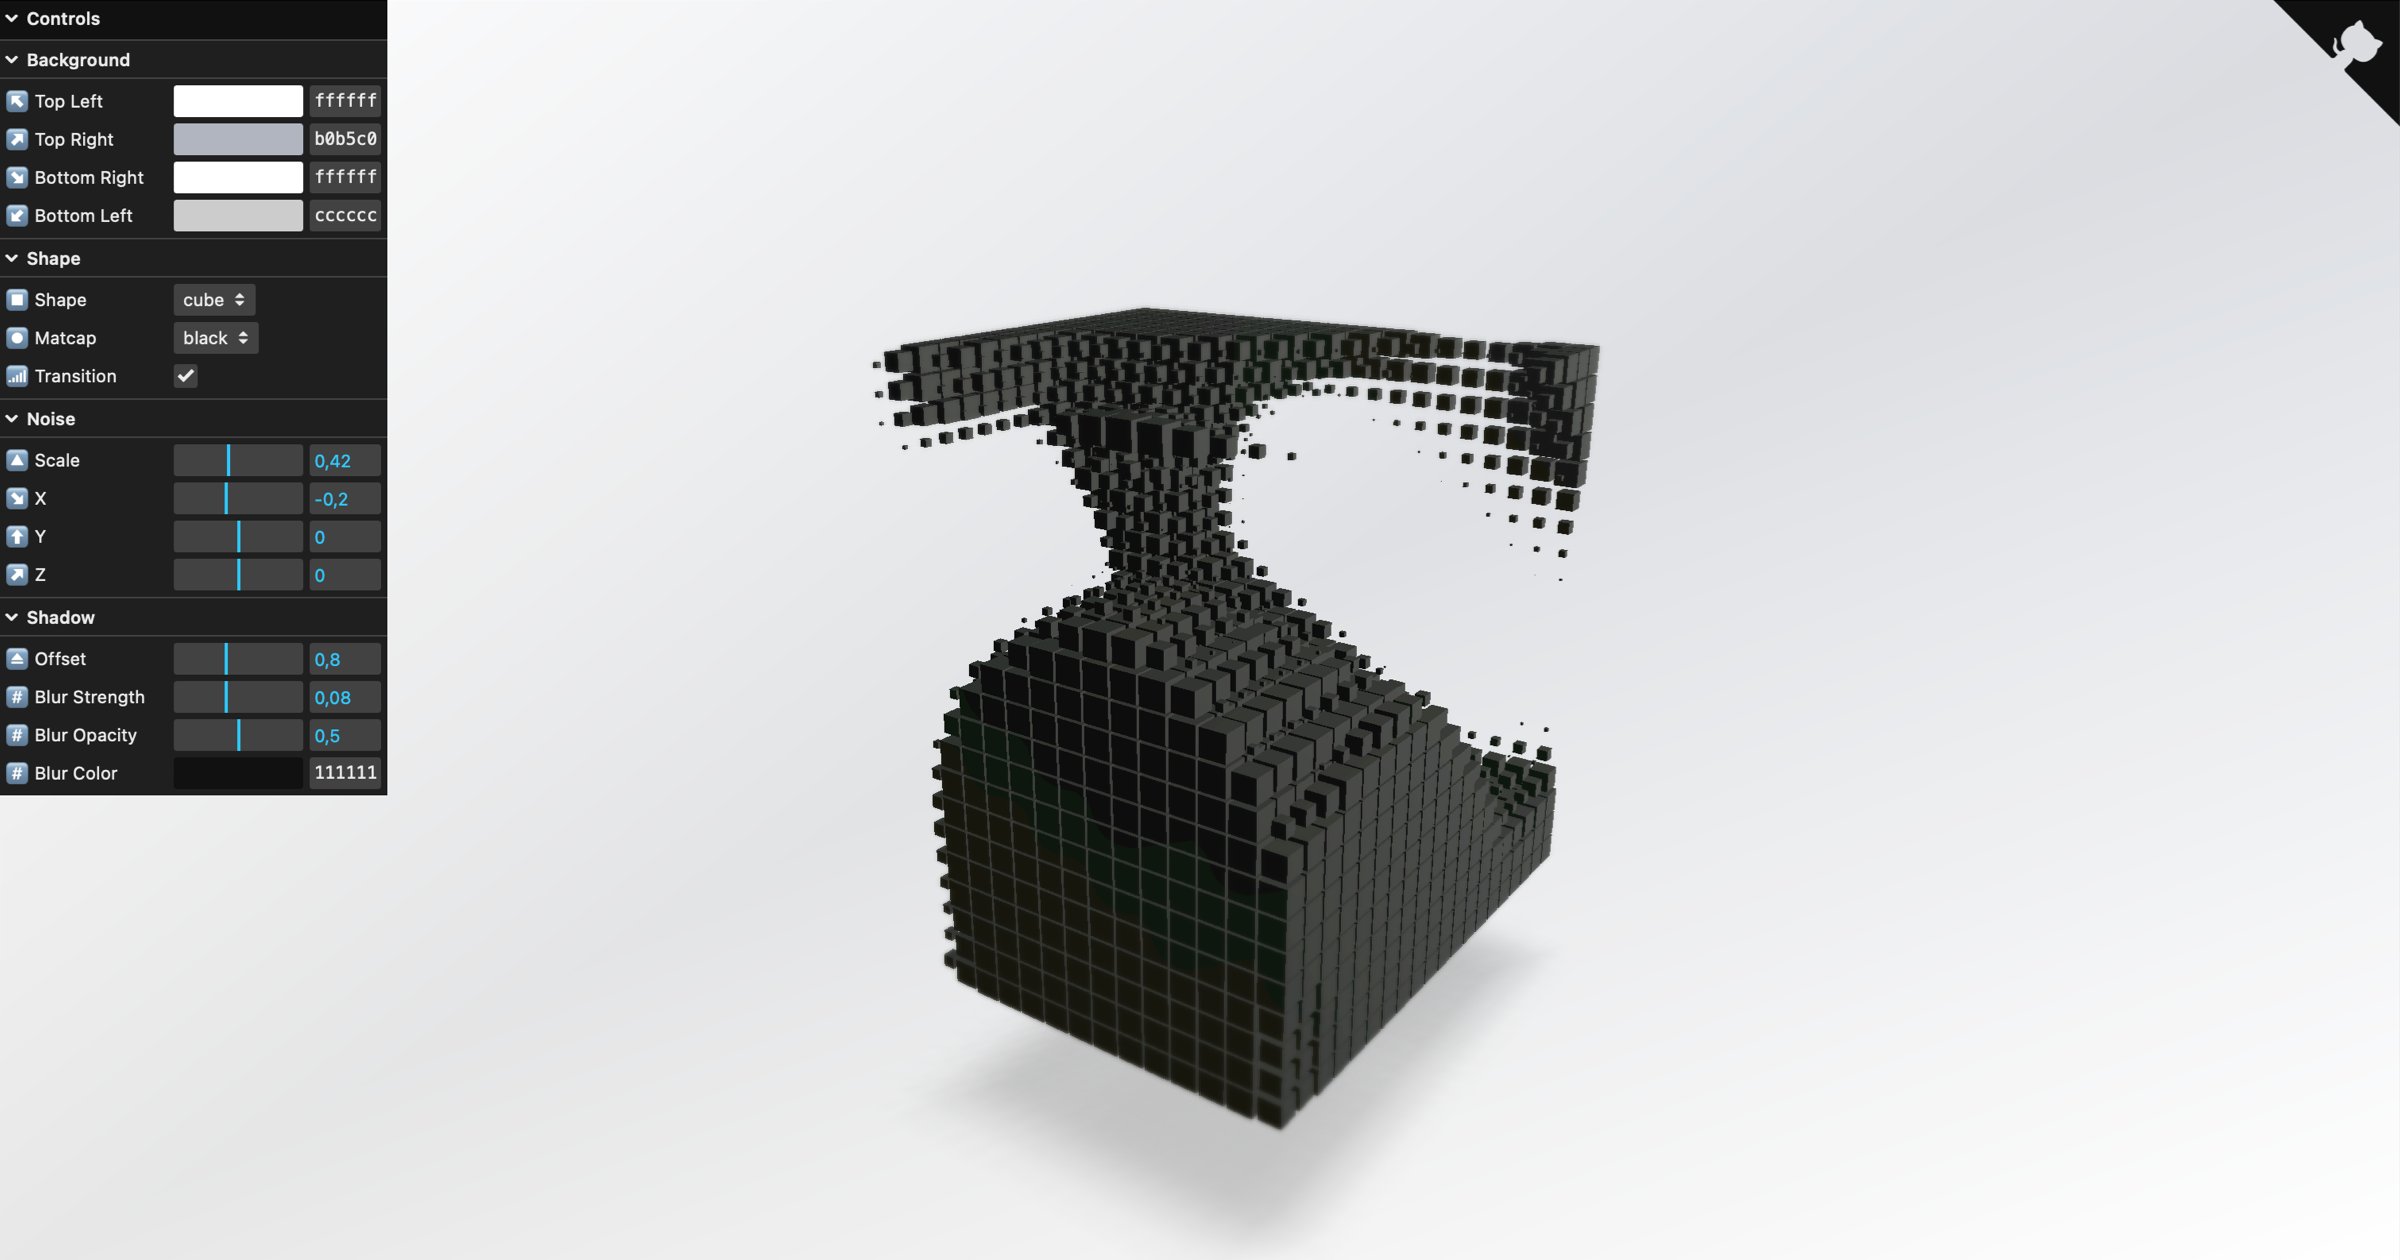 Controls
Background
Top Left ffffff
Top Right b0b5c0
Bottom Right ffffff
Bottom Left cccccc
Shape
Shape cube
Matcap black
Transition
Noise
Scale 0,42
X -0,2
Y 0
Z 0
Shadow
Offset 0,8
# Blur Strength 0,08
# Blur Opacity 0,5
# Blur Color 111111